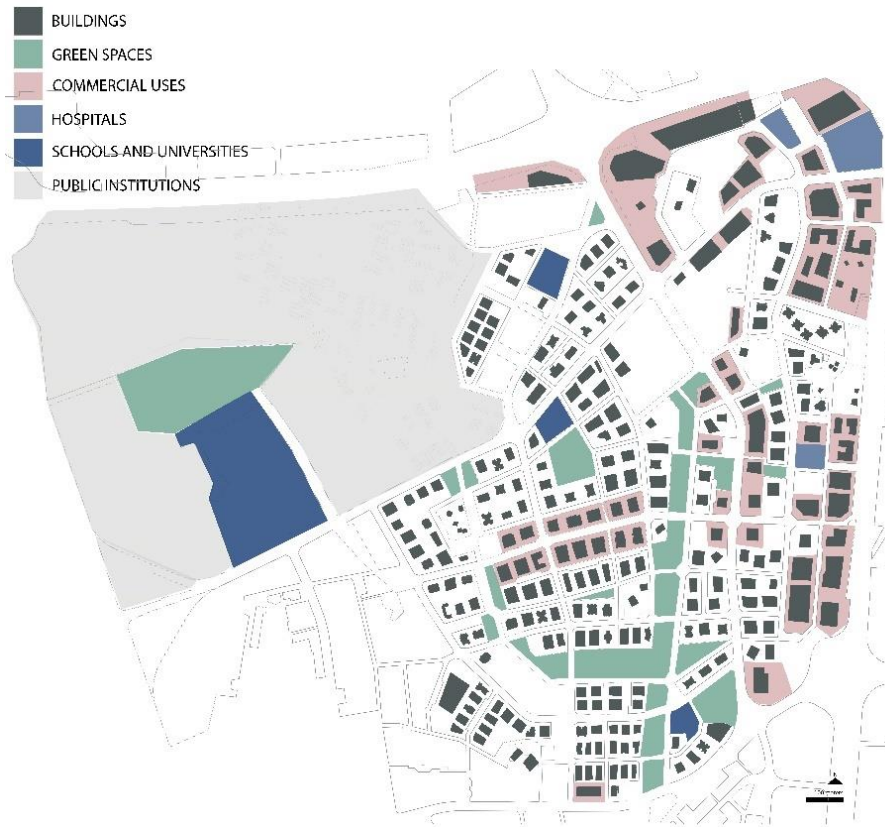 BUILDINGS
GREEN SPACES
COMMERCIAL USES
HOSPITALS
SCHOOLS AND UNIVERSITIES
PUBLIC INSTITUTIONS